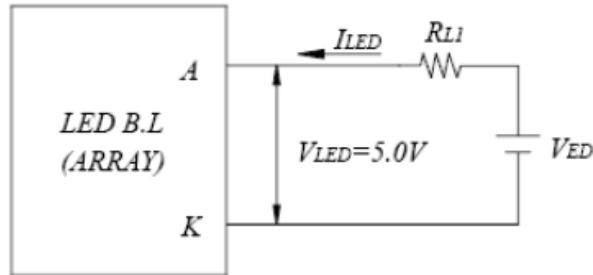 ILED
RL1
A
LED B.L
(ARRAY)
VLED=5.0V
VED
K